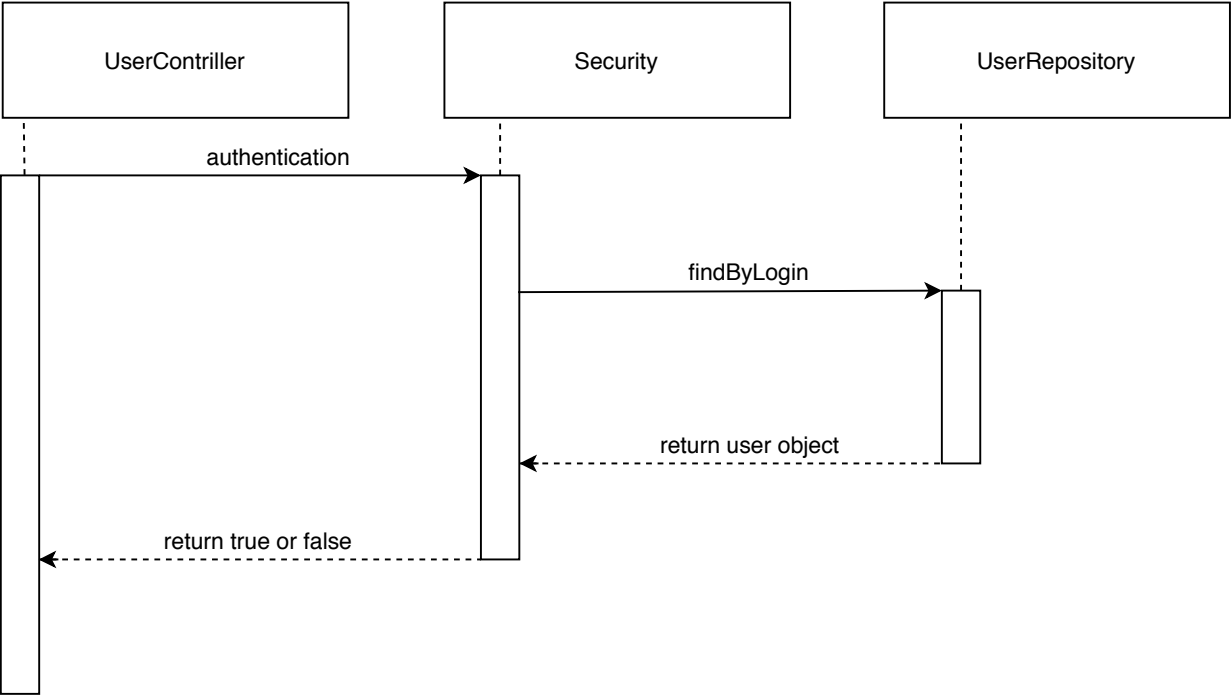 UserContriller
Security
UserRepository
authentication
findByLogin
return user object
return true or false